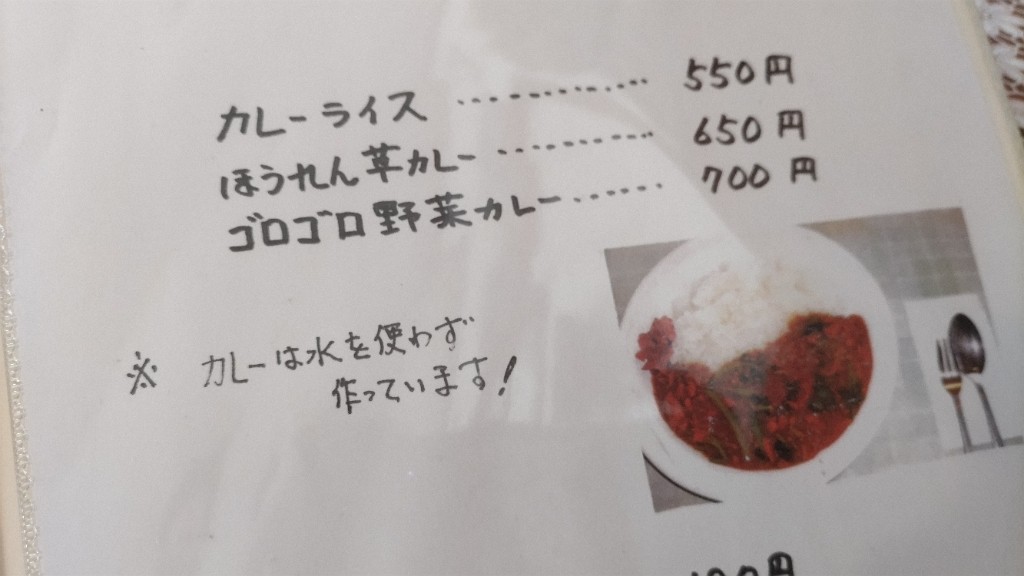 カレーライス ............ 550円
ほうれん草カレー ......... 650円
ゴロゴロ野菜カレー ....... 700円
※ カレーは水を使わず
作っています!
円